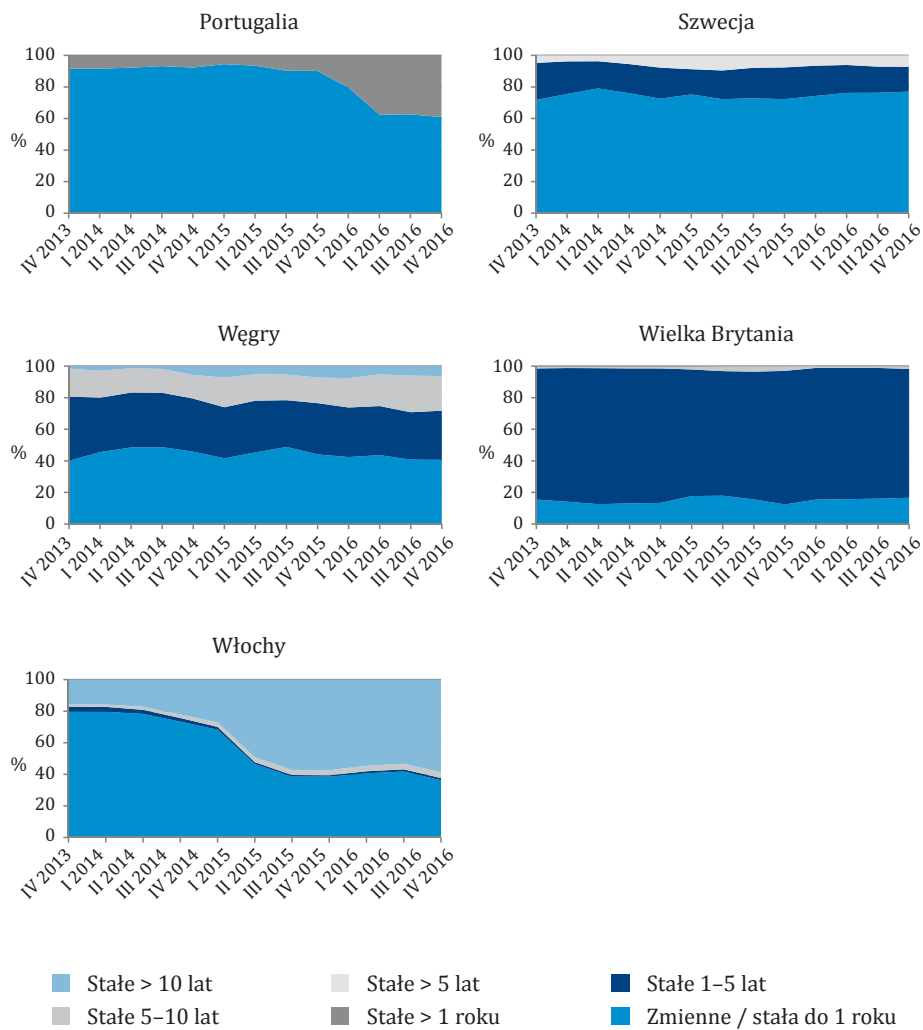 Portugalia
100
80
60
%
40
20
0
IV 2013
I 2014
II 2014
III 2014
IV 2014
I 2015
II 2015
III 2015
IV 2015
I 2016
II 2016
III 2016
IV 2016
Szwecja
100
80
60
%
40
20
0
IV 2013
I 2014
II 2014
III 2014
IV 2014
I 2015
II 2015
III 2015
IV 2015
I 2016
II 2016
III 2016
IV 2016
Węgry
100
80
60
%
40
20
0
IV 2013
I 2014
II 2014
III 2014
IV 2014
I 2015
II 2015
III 2015
IV 2015
I 2016
II 2016
III 2016
IV 2016
Wielka Brytania
100
80
60
%
40
20
0
IV 2013
I 2014
II 2014
III 2014
IV 2014
I 2015
II 2015
III 2015
IV 2015
I 2016
II 2016
III 2016
IV 2016
Włochy
100
80
60
%
40
20
0
IV 2013
I 2014
II 2014
III 2014
IV 2014
I 2015
II 2015
III 2015
IV 2015
I 2016
II 2016
III 2016
IV 2016
Stałe > 10 lat
Stałe > 5 lat
Stałe 1–5 lat
Stałe 5–10 lat
Stałe > 1 roku
Zmienne / stała do 1 roku